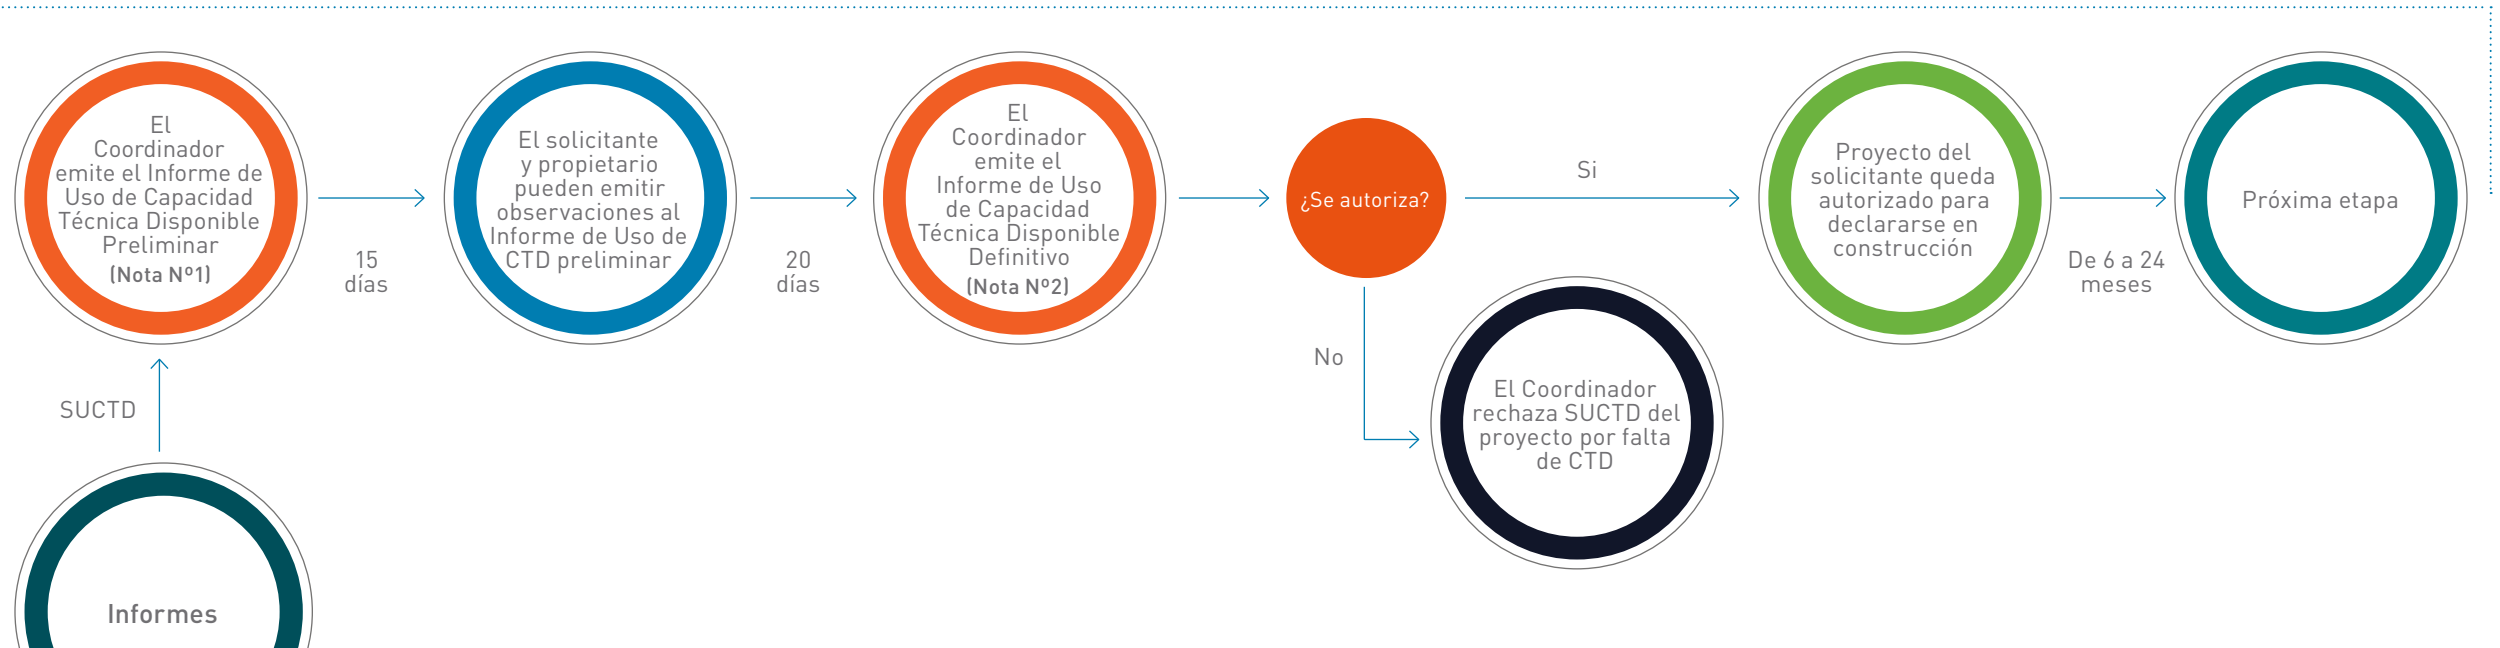 El
Coordinador
emite el Informe de
Uso de Capacidad
Técnica Disponible
Preliminar
(Nota Nº1)
15
días
El solicitante
y propietario
pueden emitir
observaciones al
Informe de Uso de
CTD preliminar
20
días
El
Coordinador
emite el
Informe de Uso
de Capacidad
Técnica Disponible
Definitivo
(Nota Nº2)
¿Se autoriza?
Si
Proyecto del
solicitante queda
autorizado para
declararse en
construcción
De 6 a 24
meses
Próxima etapa
No
El Coordinador
rechaza SUCTD del
proyecto por falta
de CTD
SUCTD
Informes